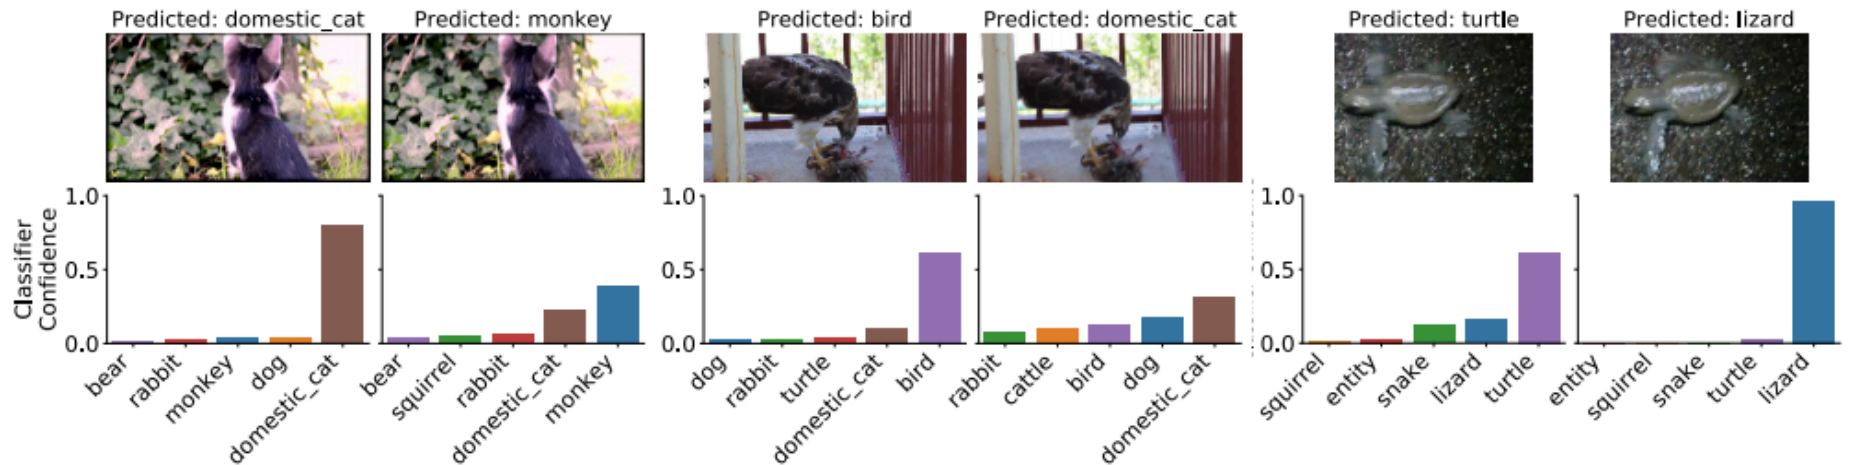 Predicted: domestic_cat
Predicted: monkey
Predicted: bird
Predicted: domestic_cat
Predicted: turtle
Predicted: lizard
Classifier
Confidence
1.0
0.5
0.0
bear
rabbit
monkey
dog
domestic_cat
bear
squirrel
rabbit
domestic_cat
monkey
1.0
0.5
0.0
dog
rabbit
turtle
domestic_cat
bird
rabbit
cattle
bird
dog
domestic_cat
1.0
0.5
0.0
squirrel
entity
snake
lizard
turtle
entity
squirrel
snake
turtle
lizard